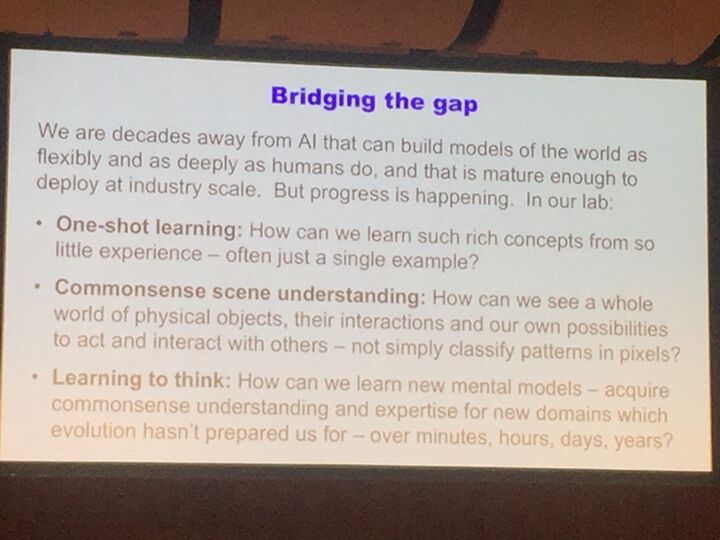 Bridging the gap
We are decades away from AI that can build models of the world as
flexibly and as deeply as humans do, and that is mature enough to
deploy at industry scale. But progress is happening. In our lab:
• One-shot learning: How can we learn such rich concepts from so
little experience – often just a single example?
• Commonsense scene understanding: How can we see a whole
world of physical objects, their interactions and our own possibilities
to act and interact with others – not simply classify patterns in pixels?
• Learning to think: How can we learn new mental models – acquire
commonsense understanding and expertise for new domains which
evolution hasn't prepared us for – over minutes, hours, days, years?